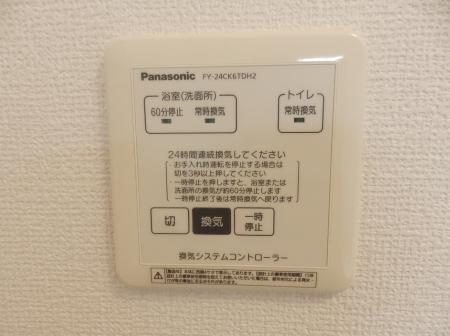 Panasonic FY-24CK6TDH2
浴室(洗面所)
60分停止 常時換気
トイレ
常時換気
24時間連続換気してください
・お手入れ時運転を停止する場合は
切を3秒以上押してください
・一時停止を押しますと、浴室または
洗面所の換気が約60分停止します
・一時停止終了後は常時換気へ戻ります
切
換気
一時
停止
換気システムコントローラー